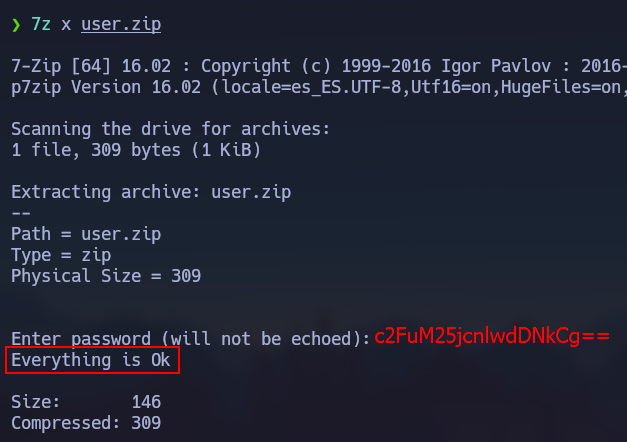 ❯ 7z x user.zip
7-Zip [64] 16.02 : Copyright (c) 1999-2016 Igor Pavlov : 2016-
p7zip Version 16.02 (locale=es_ES.UTF-8,Utf16=on,HugeFiles=on,
Scanning the drive for archives:
1 file, 309 bytes (1 KiB)
Extracting archive: user.zip
--
Path = user.zip
Type = zip
Physical Size = 309
Enter password (will not be echoed): c2FuM25jcnlwdDNkCg==
Everything is Ok
Size: 146
Compressed: 309